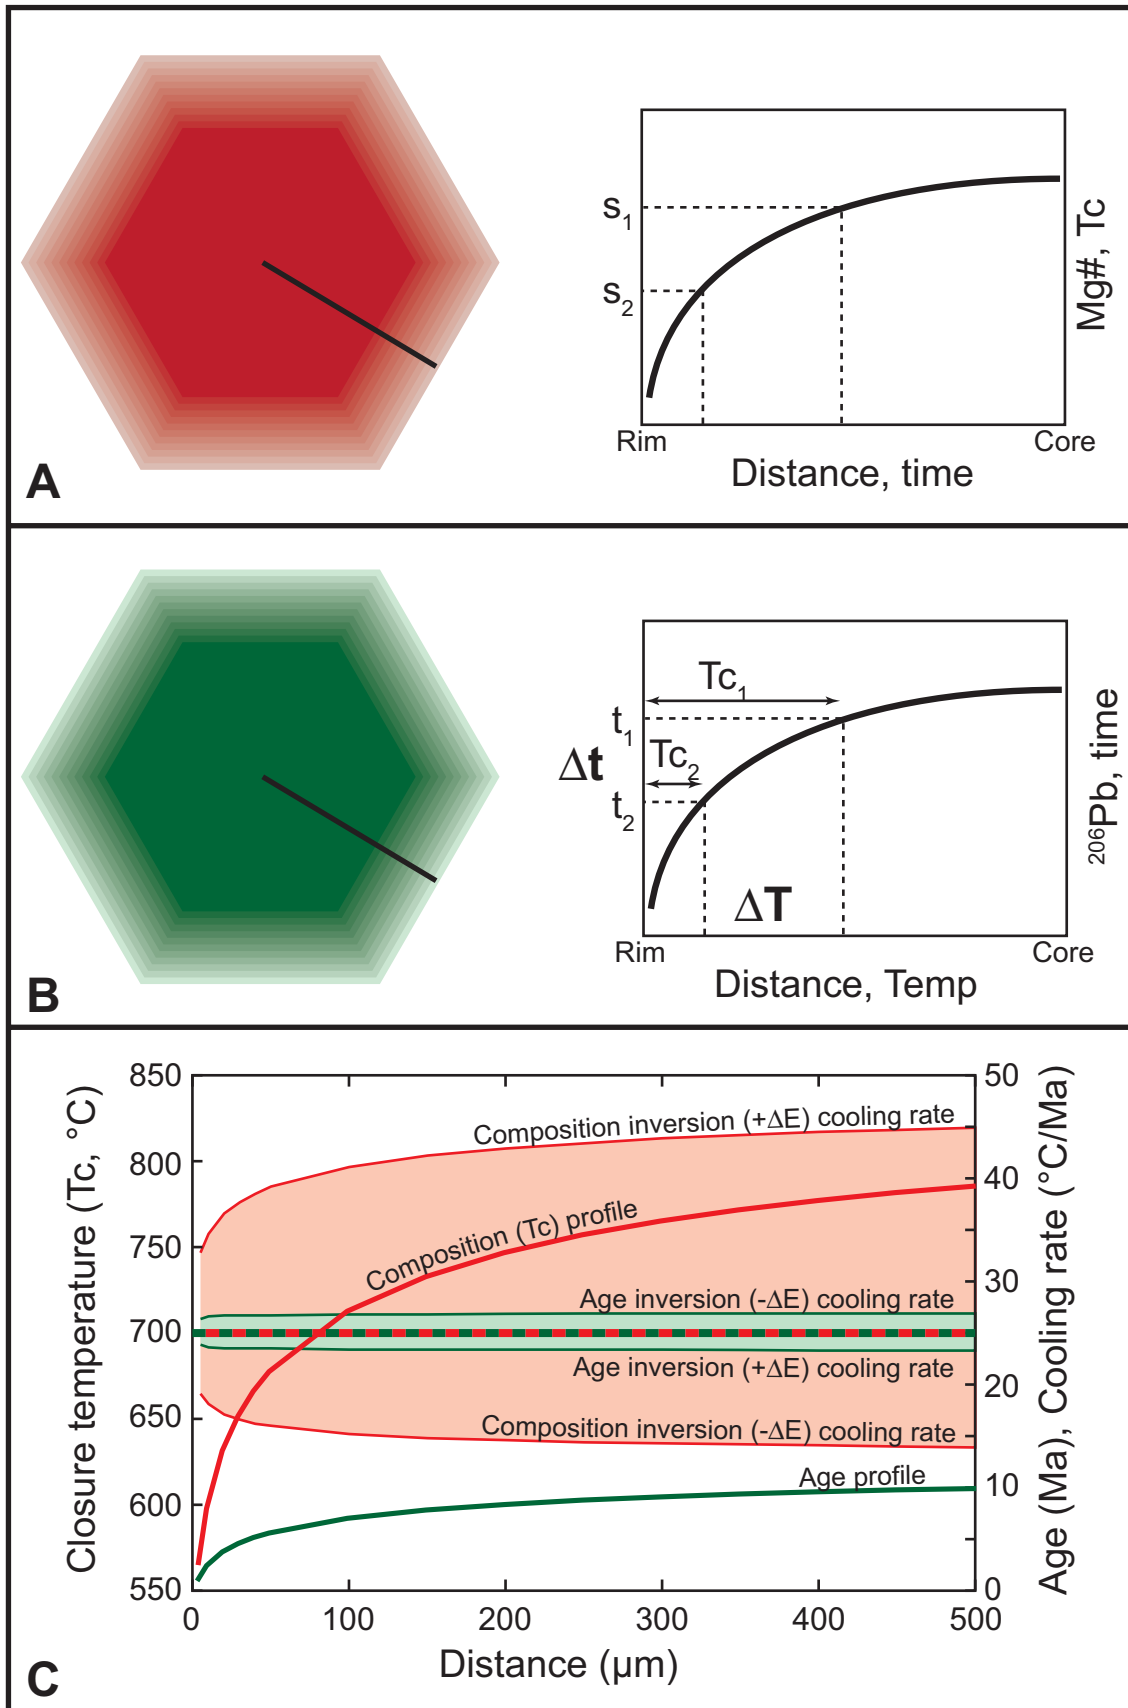 A
s1
s2
Mg#, Tc
Rim
Core
Distance, time
B
Tc1
t1
Δt
Tc2
t2
ΔT
206Pb, time
Rim
Core
Distance, Temp
C
Closure temperature (Tc, °C)
850
800
750
700
650
600
550
Composition inversion (+ΔE) cooling rate
Composition (Tc) profile
Age inversion (-ΔE) cooling rate
Age inversion (+ΔE) cooling rate
Composition inversion (-ΔE) cooling rate
Age profile
50
40
30
20
10
0
Age (Ma), Cooling rate (°C/Ma)
0
100
200
300
400
500
Distance (μm)